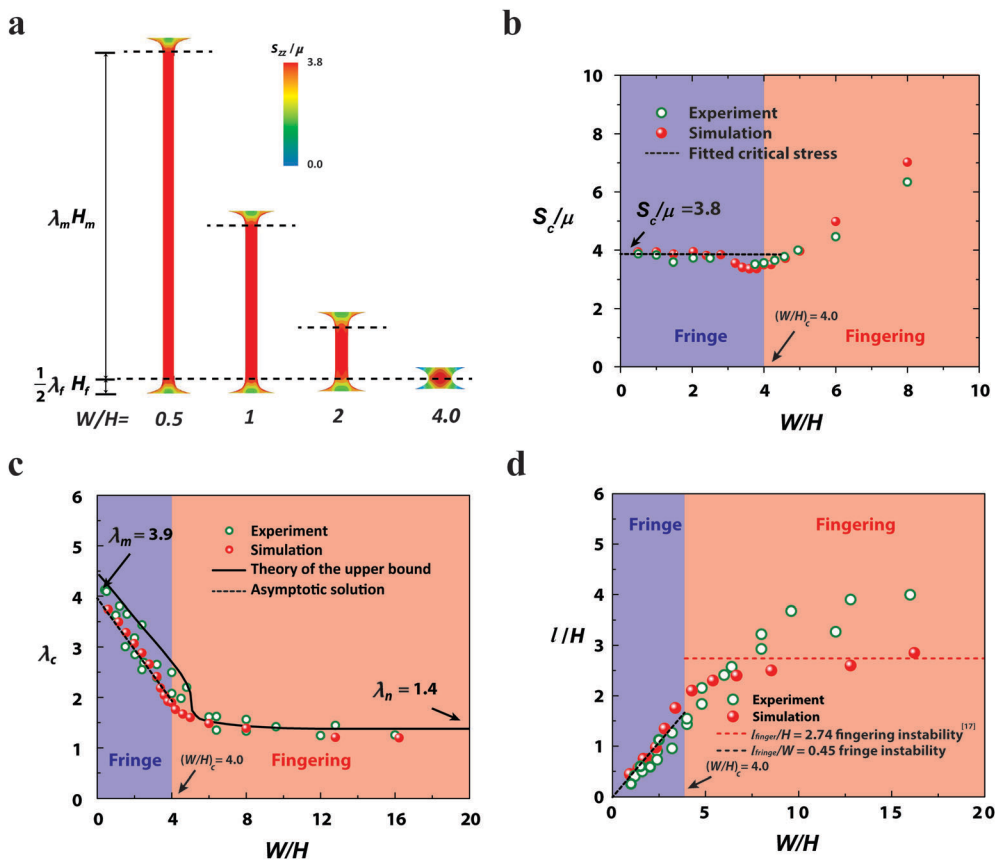 a
S_zz / μ
3.8
0.0
λ_m H_m
1/2 λ_f H_f
W/H= 0.5 1 2 4.0
b
10
8
6
4
2
0
S_c/μ
Experiment
Simulation
Fitted critical stress
S_c/μ = 3.8
Fringe
Fingering
(W/H)_c = 4.0
0 2 4 6 8 10
W/H
c
6
5
4
3
2
1
0
λ_c
λ_m = 3.9
Experiment
Simulation
Theory of the upper bound
Asymptotic solution
λ_n = 1.4
Fringe
Fingering
(W/H)_c = 4.0
0 4 8 12 16 20
W/H
d
6
5
4
3
2
1
0
l/H
Fringe
Fingering
Experiment
Simulation
l_finger/H = 2.74 fingering instability[17]
l_fringe/W = 0.45 fringe instability
(W/H)_c = 4.0
0 5 10 15 20
W/H